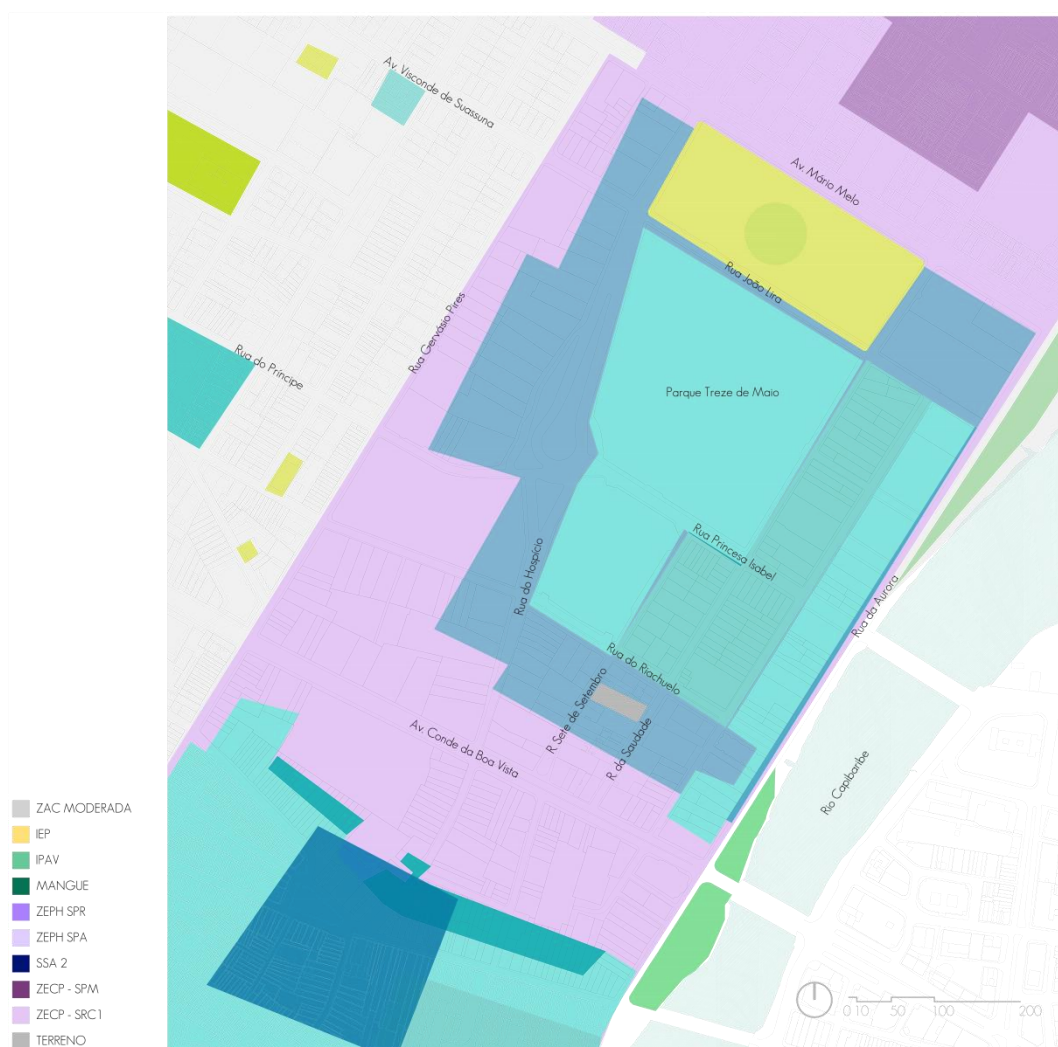 Av. Visconde de Suassuna
Av. Mário Melo
Rua João Lira
Rua Gervásio Pires
Rua do Príncipe
Parque Treze de Maio
Rua Princesa Isabel
Rua do Hospício
Rua da Aurora
Rua do Riachuelo
R. Sete de Setembro
R. da Saudade
Av. Conde da Boa Vista
Rio Capibaribe
ZAC MODERADA
IEP
IPAV
MANGUE
ZEPH SPR
ZEPH SPA
SSA 2
ZECP - SPM
ZECP - SRC1
TERRENO
0 10 50 100 200